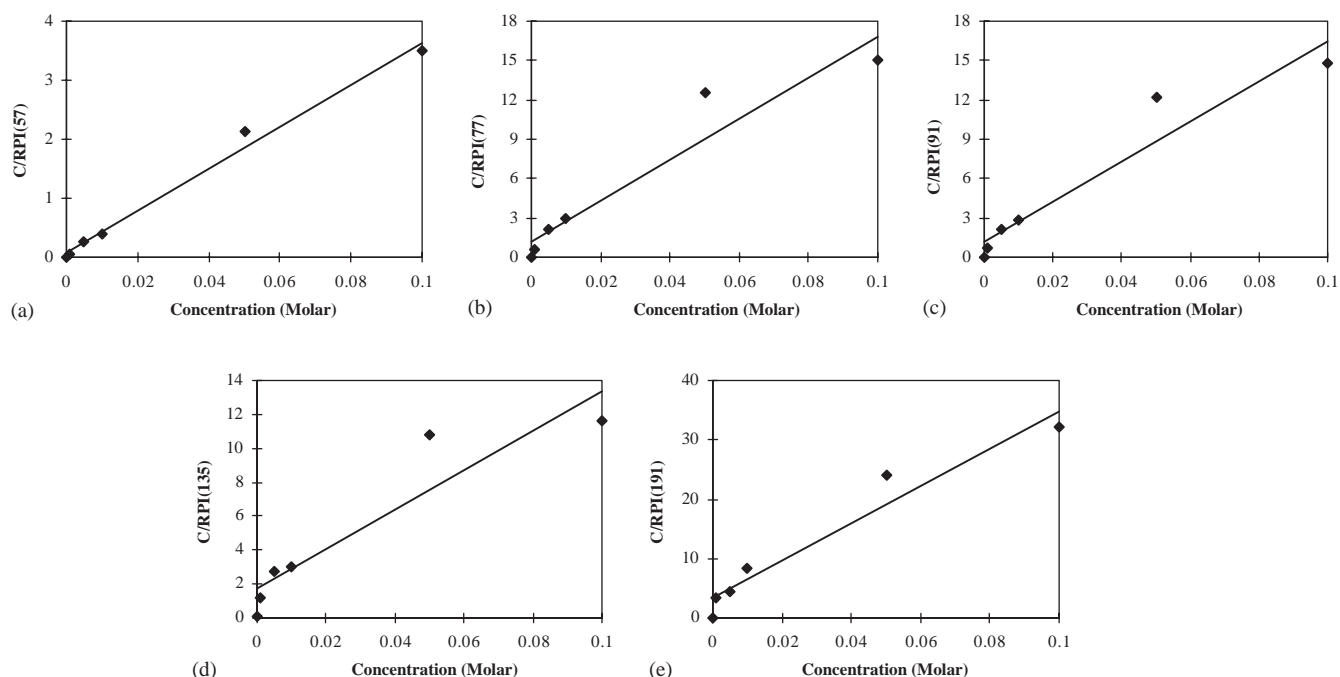 4
3
2
1
0
C/RPI(57)
0 0.02 0.04 0.06 0.08 0.1
Concentration (Molar)
(a)
18
15
12
9
6
3
0
C/RPI(77)
0 0.02 0.04 0.06 0.08 0.1
Concentration (Molar)
(b)
18
15
12
9
6
3
0
C/RPI(91)
0 0.02 0.04 0.06 0.08 0.1
Concentration (Molar)
(c)
14
12
10
8
6
4
2
0
C/RPI(135)
0 0.02 0.04 0.06 0.08 0.1
Concentration (Molar)
(d)
40
30
20
10
0
C/RPI(191)
0 0.02 0.04 0.06 0.08 0.1
Concentration (Molar)
(e)